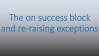 The on success block
and re-raising exceptions